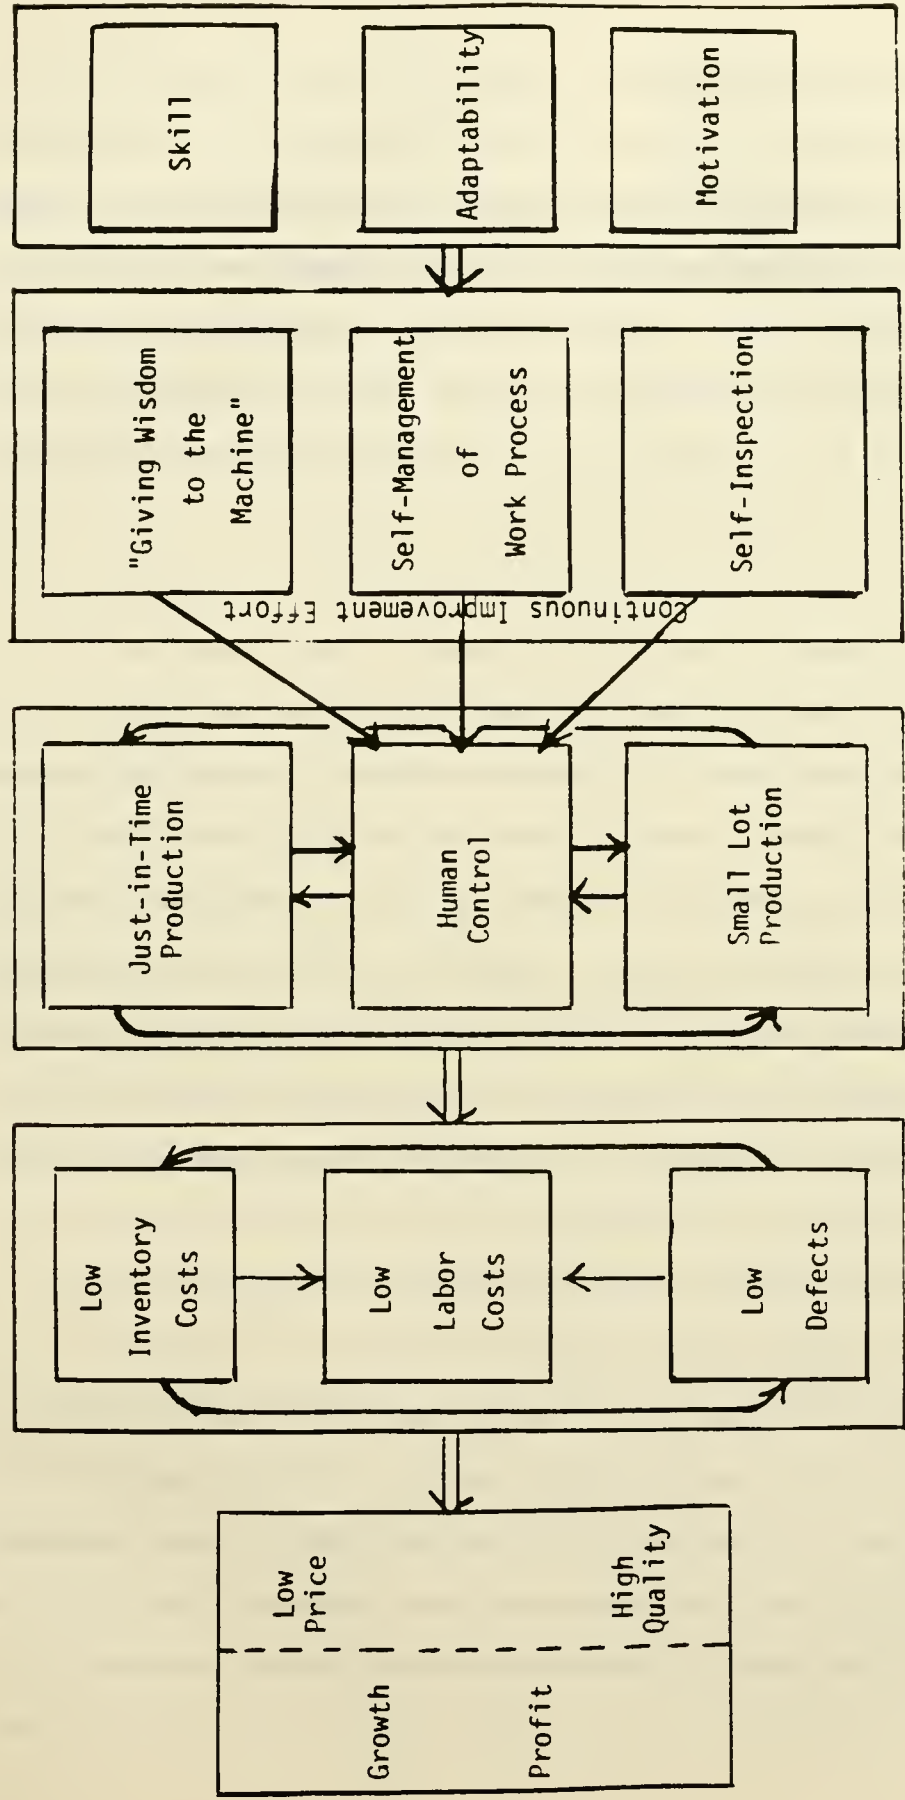 Profit
Growth
High
Quality
Low
Price
Low
Defects
Low
Labor
Costs
Low
Inventory
Costs
Small Lot
Production
Human
Control
Just-in-Time
Production
Continuous Improvement Effort
Self-Inspection
Self-Management
of
Work Process
"Giving Wisdom
to the
Machine"
Motivation
Adaptability
Skill